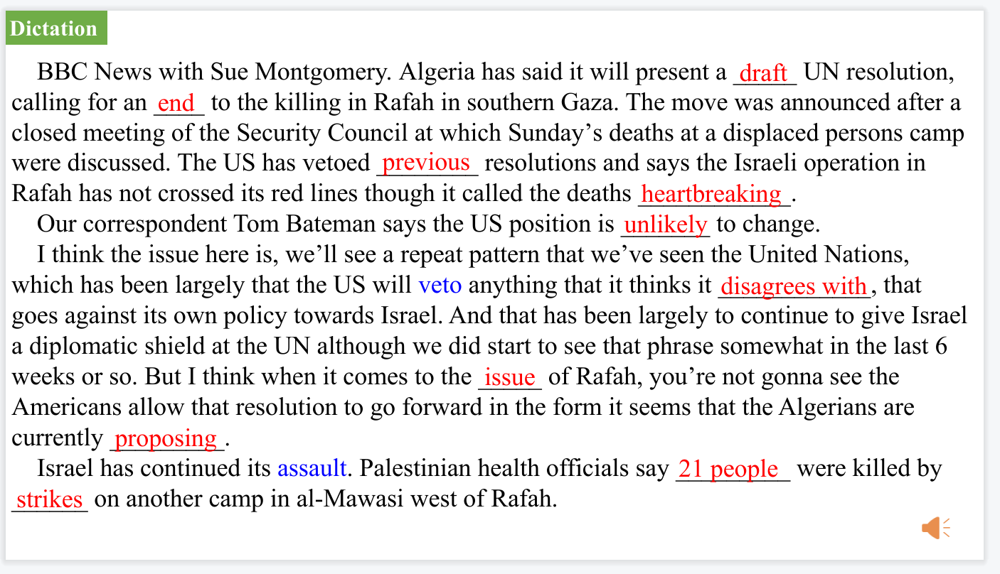 Dictation
BBC News with Sue Montgomery. Algeria has said it will present a draft UN resolution,
calling for an end to the killing in Rafah in southern Gaza. The move was announced after a
closed meeting of the Security Council at which Sunday’s deaths at a displaced persons camp
were discussed. The US has vetoed previous resolutions and says the Israeli operation in
Rafah has not crossed its red lines though it called the deaths heartbreaking.
Our correspondent Tom Bateman says the US position is unlikely to change.
I think the issue here is, we’ll see a repeat pattern that we’ve seen the United Nations,
which has been largely that the US will veto anything that it thinks it disagrees with, that
goes against its own policy towards Israel. And that has been largely to continue to give Israel
a diplomatic shield at the UN although we did start to see that phrase somewhat in the last 6
weeks or so. But I think when it comes to the issue of Rafah, you’re not gonna see the
Americans allow that resolution to go forward in the form it seems that the Algerians are
currently proposing.
Israel has continued its assault. Palestinian health officials say 21 people were killed by
strikes on another camp in al-Mawasi west of Rafah.